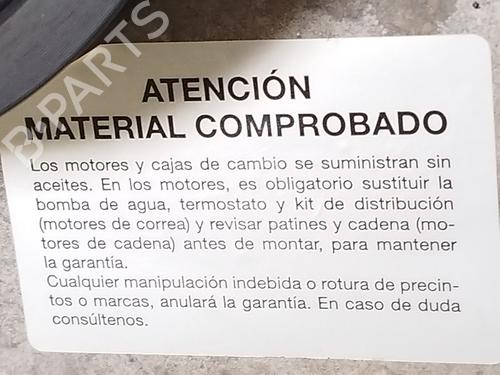 B-PARTS
ATENCIÓN
MATERIAL COMPROBADO
Los motores y cajas de cambio se suministran sin
aceites. En los motores, es obligatorio sustituir la
bomba de agua, termostato y kit de distribución
(motores de correa) y revisar patines y cadena (mo-
tores de cadena) antes de montar, para mantener
la garantía.
Cualquier manipulación indebida o rotura de precin-
tos o marcas, anulará la garantía. En caso de duda
consúltenos.